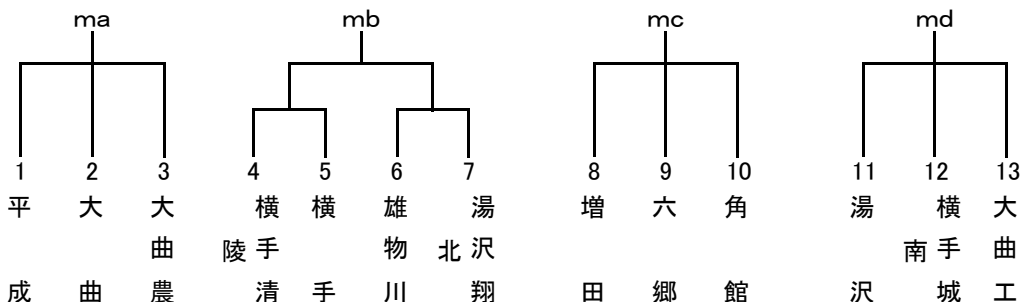 ma
mb
mc
md
1 2 3 4 5 6 7 8 9 10 11 12 13
平成
大曲
大曲農
横手清陵
横手
雄物川
湯沢翔北
増田
六郷
角館
湯沢
横手城南
大曲工